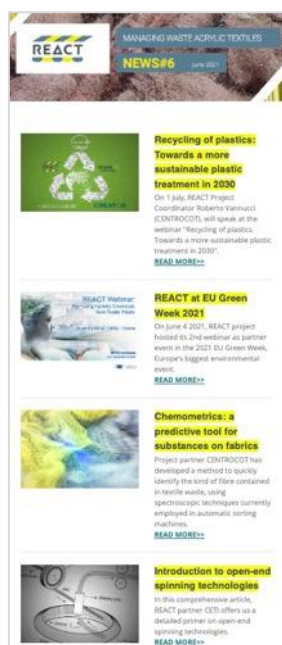 REACT
MANAGING WASTE ACRYLIC TEXTILES
NEWS#6 June 2021
Recycling of plastics:
Towards a more
sustainable plastic
treatment in 2030
On 1 July, REACT Project
Coordinator Roberto Vannucci
(CENTROCOT), will speak at the
webinar "Recycling of plastics.
Towards a more sustainable plastic
treatment in 2030".
READ MORE>>
REACT Webinar
REACT at EU Green
Week 2021
On June 4 2021, REACT project
hosted its 2nd webinar as partner
event in the 2021 EU Green Week,
Europe's biggest environmental
event.
READ MORE>>
Chemometrics: a
predictive tool for
substances on fabrics
Project partner CENTROCOT has
developed a method to quickly
identify the kind of fibre contained
in textile waste, using
spectroscopic techniques currently
employed in automatic sorting
machines.
READ MORE>>
Introduction to open-end
spinning technologies
In this comprehensive article,
REACT partner CETI offers us a
detailed primer on open-end
spinning technologies.
READ MORE>>